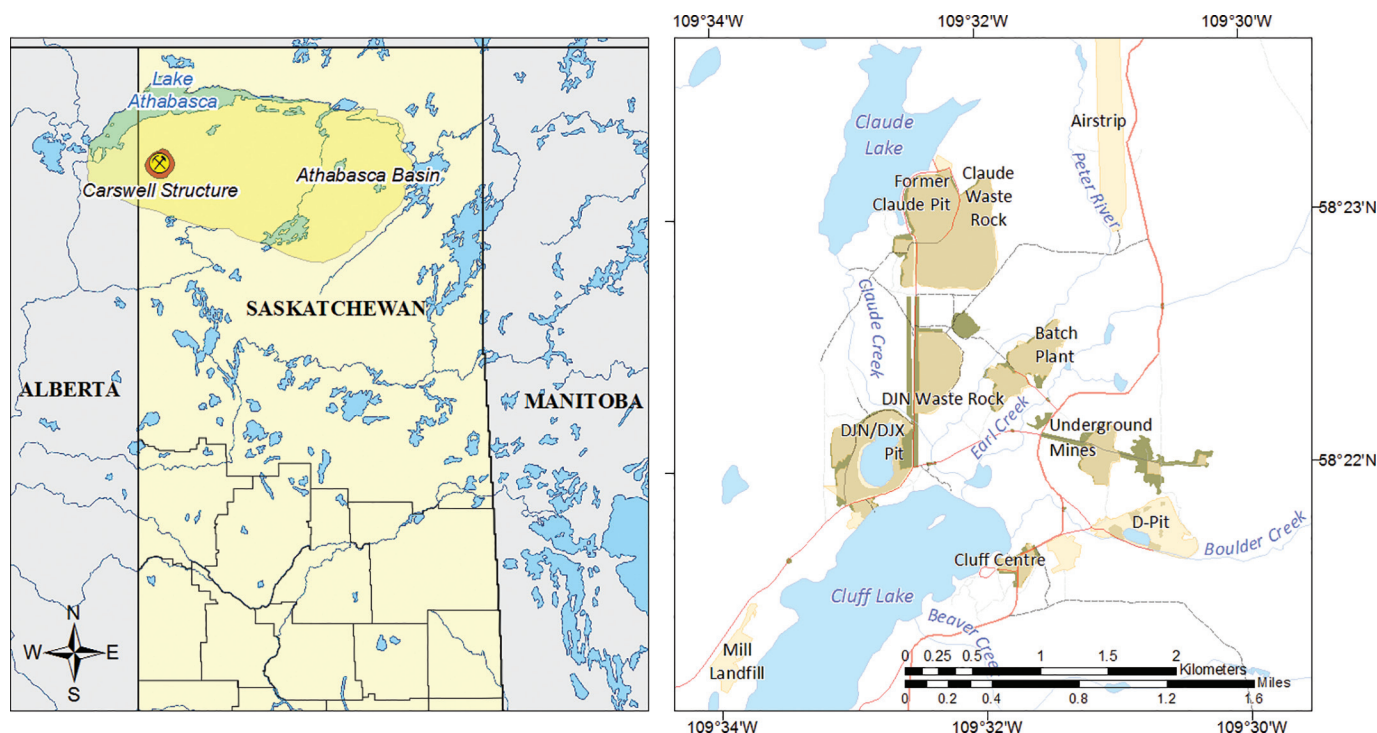 Lake
Athabasca
Carswell Structure
Athabasca Basin
SASKATCHEWAN
ALBERTA
MANITOBA
N
W E
S
109°34'W 109°32'W 109°30'W
Claude
Lake
Airstrip
Peter River
Former
Claude Pit
Claude
Waste
Rock
58°23'N
Claude Creek
Batch
Plant
DJN Waste Rock
Earl Creek
DJN/DJX
Pit
Underground
Mines
58°22'N
D-Pit
Boulder Creek
Cluff Centre
Cluff Lake
Beaver Creek
Mill
Landfill
0 0.25 0.5 1 1.5 2
Kilometers
Miles
0 0.2 0.4 0.8 1.2 1.6
109°34'W 109°32'W 109°30'W